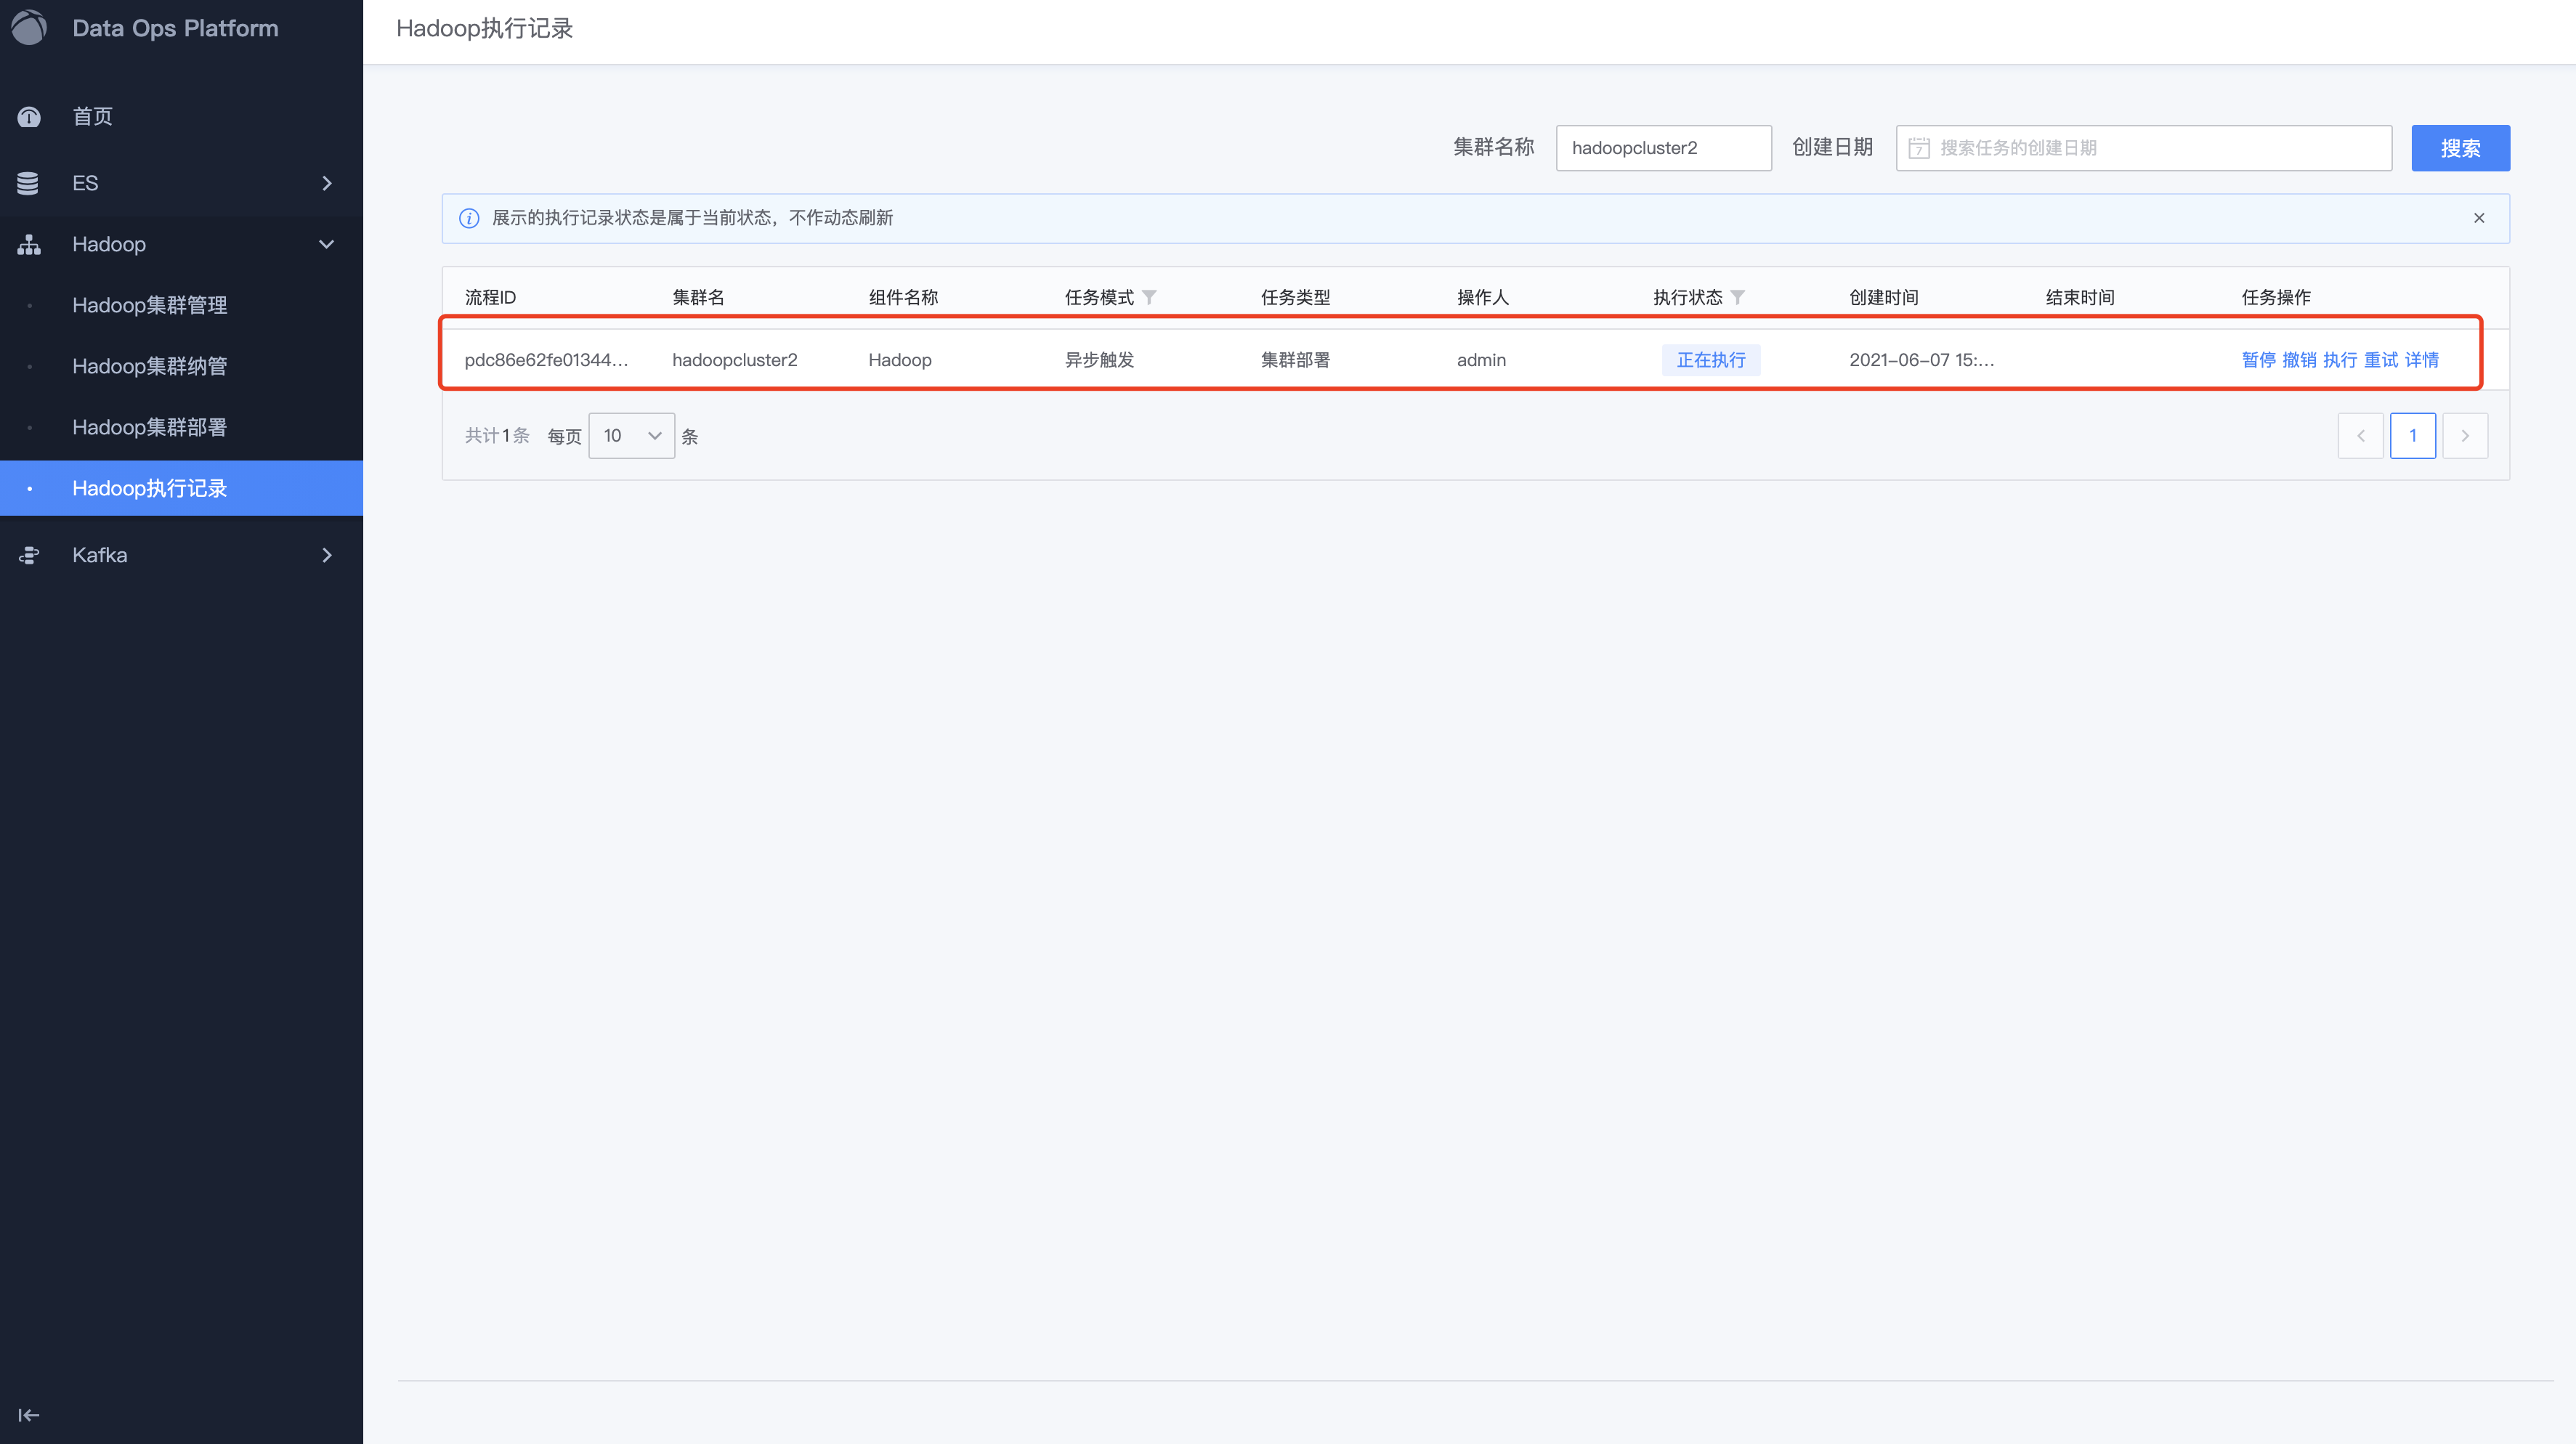 Data Ops Platform
首页
ES
Hadoop
Hadoop集群管理
Hadoop集群纳管
Hadoop集群部署
Hadoop执行记录
Kafka
Hadoop执行记录
集群名称 hadoopcluster2 创建日期 7 搜索任务的创建日期 搜索
展示的执行记录状态是属于当前状态，不作动态刷新
流程ID 集群名 组件名称 任务模式 任务类型 操作人 执行状态 创建时间 结束时间 任务操作
pdc86e62fe01344... hadoopcluster2 Hadoop 异步触发 集群部署 admin 正在执行 2021-06-07 15:... 暂停 撤销 执行 重试 详情
共计1条 每页 10 条 1